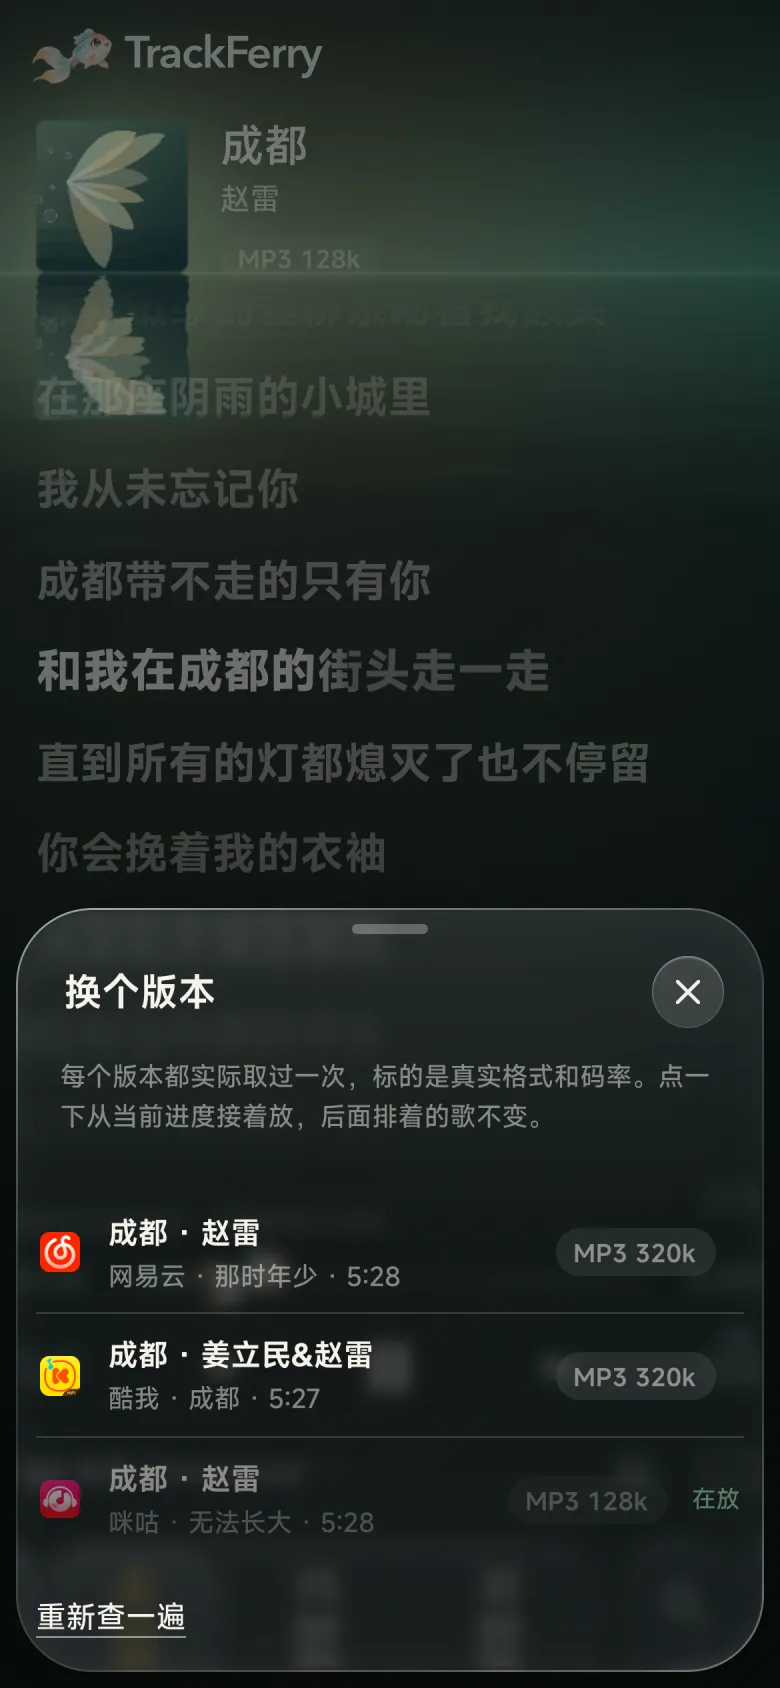 TrackFerry
成都
赵雷
MP3 128k
在那座阴雨的小城里
我从未忘记你
成都带不走的只有你
和我在成都的街头走一走
直到所有的灯都熄灭了也不停留
你会挽着我的衣袖
换个版本
每个版本都实际取过一次，标的是真实格式和码率。点一
下从当前进度接着放，后面排着的歌不变。
成都 · 赵雷
网易云 · 那时年少 · 5:28
MP3 320k
成都 · 姜立民&赵雷
酷我 · 成都 · 5:27
MP3 320k
成都 · 赵雷
咪咕 · 无法长大 · 5:28
MP3 128k
在放
重新查一遍